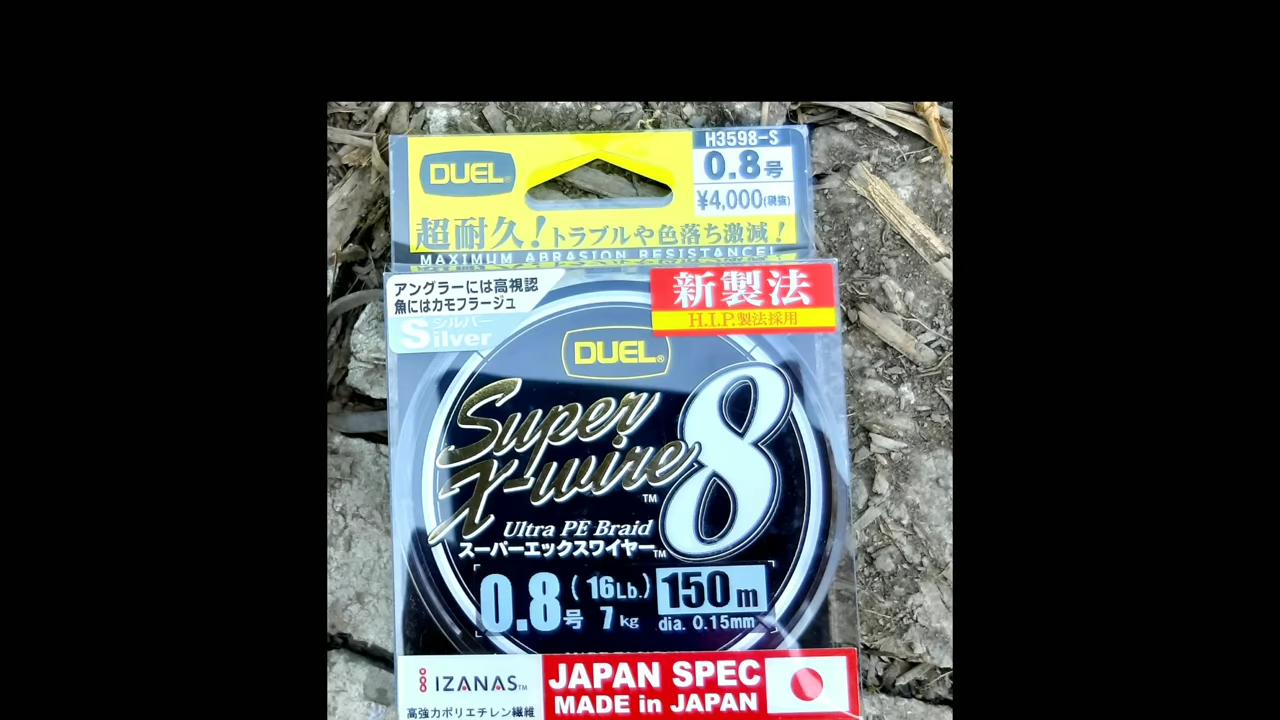 H3598-S
DUEL®
0.8号
¥4,000(税抜)
超耐久! トラブルや色落ち激減!
MAXIMUM ABRASION RESISTANCE!
アングラーには高視認
魚にはカモフラージュ
シルバー
Silver
新製法
H.I.P.製法採用
DUEL®
Super
X-wire 8
TM
Ultra PE Braid
スーパーエックスワイヤー™
0.8号 (16Lb.) 7kg 150m
dia. 0.15mm
IZANAS™
高強力ポリエチレン繊維
JAPAN SPEC
MADE in JAPAN